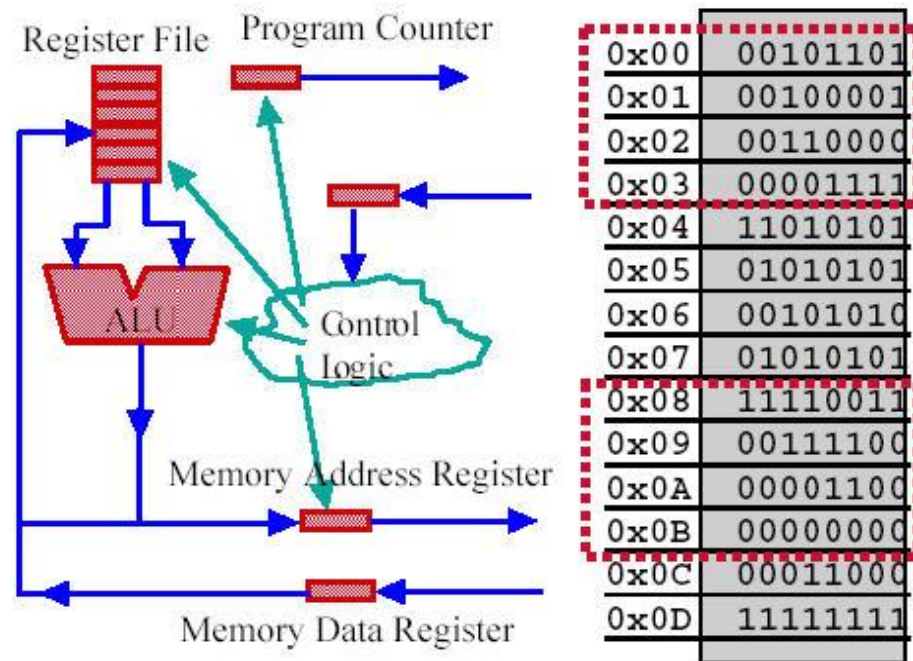 Register File
Program Counter
ALU
Control
logic
Memory Address Register
Memory Data Register
0x00 00101101
0x01 00100001
0x02 00110000
0x03 00001111
0x04 11010101
0x05 01010101
0x06 00101010
0x07 01010101
0x08 11110011
0x09 00111100
0x0A 00001100
0x0B 00000000
0x0C 00011000
0x0D 11111111